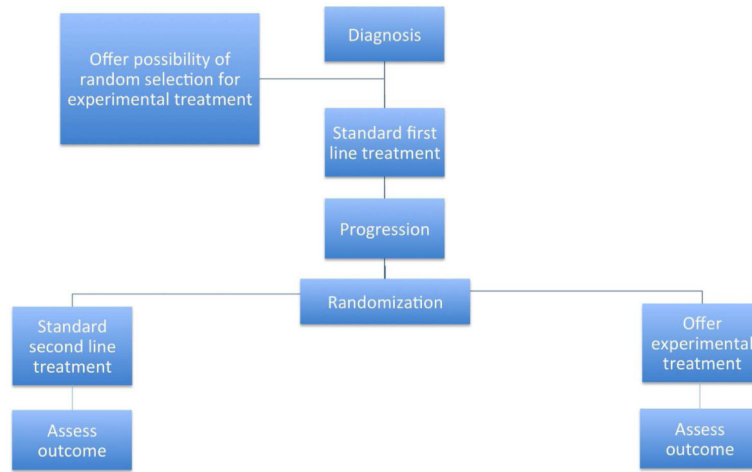 Diagnosis
Offer possibility of
random selection for
experimental treatment
Standard first
line treatment
Progression
Randomization
Standard
second line
treatment
Offer
experimental
treatment
Assess
outcome
Assess
outcome